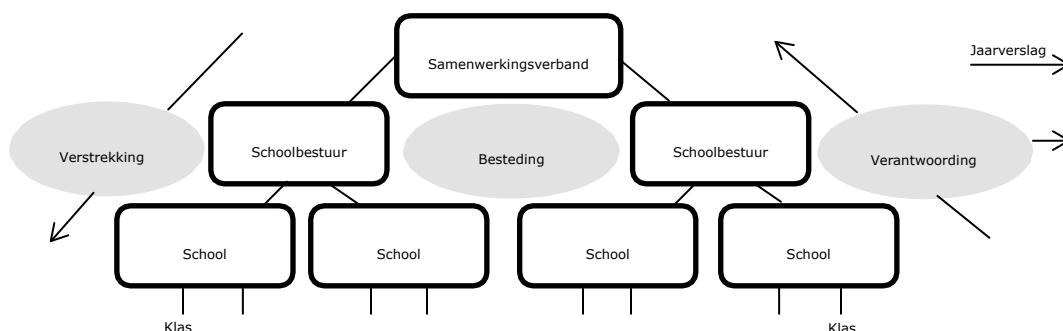 Samenwerkingsverband
Jaarverslag
Verstrekking
Schoolbestuur
Besteding
Schoolbestuur
Verantwoording
School
School
School
School
Klas
Klas